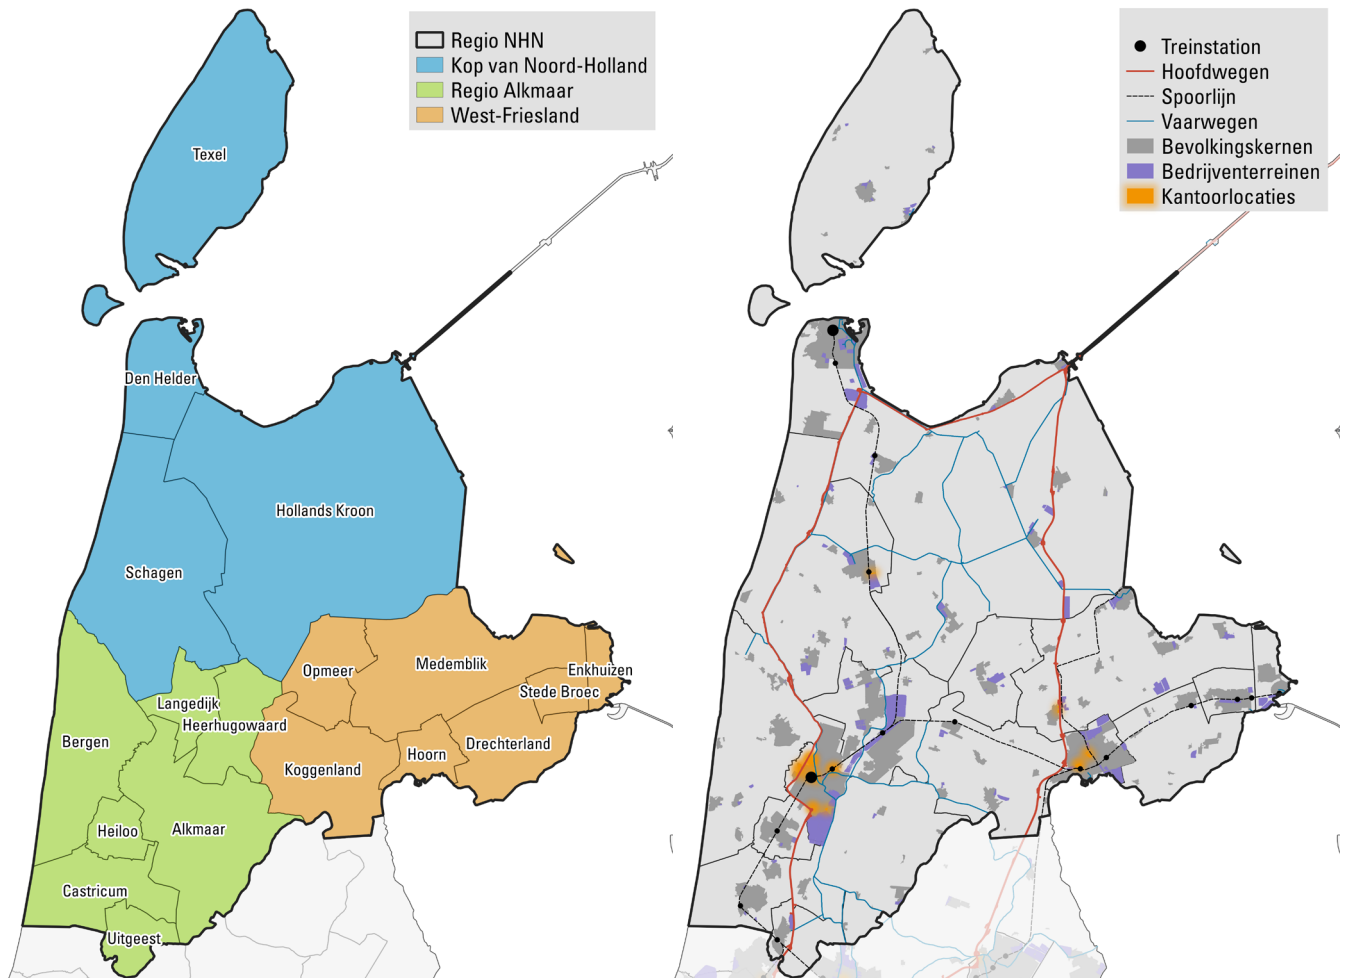 Regio NHN
Kop van Noord-Holland
Regio Alkmaar
West-Friesland
Texel
Den Helder
Hollands Kroon
Schagen
Opmeer
Medemblik
Enkhuizen
Stede Broec
Langedijk
Heerhugowaard
Bergen
Drechterland
Hoorn
Koggenland
Heiloo
Alkmaar
Castricum
Uitgeest
Treinstation
Hoofdwegen
Spoorlijn
Vaarwegen
Bevolkingskernen
Bedrijventerreinen
Kantoorlocaties